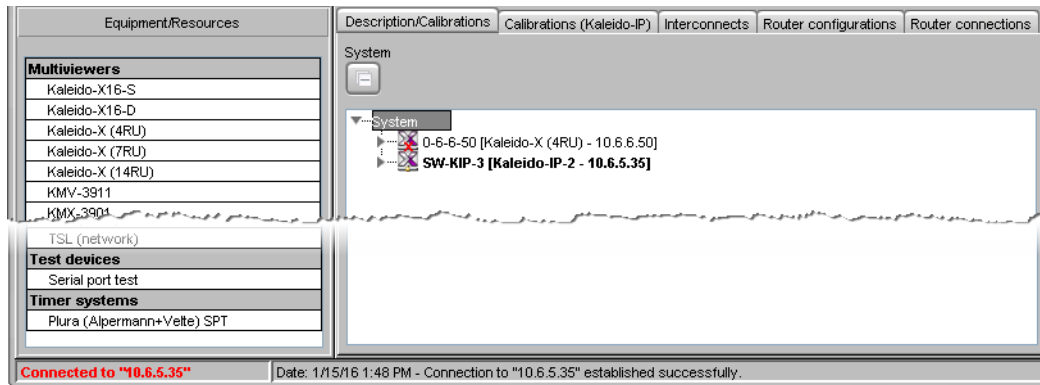 Equipment/Resources
Multiviewers
Kaleido-X16-S
Kaleido-X16-D
Kaleido-X (4RU)
Kaleido-X (7RU)
Kaleido-X (14RU)
KMV-3911
KMX-3901
TSL (network)
Test devices
Serial port test
Timer systems
Plura (Alpermann+Velte) SPT
Description/Calibrations Calibrations (Kaleido-IP) Interconnects Router configurations Router connections
System
System
0-6-6-50 [Kaleido-X (4RU) - 10.6.6.50]
SW-KIP-3 [Kaleido-IP-2 - 10.6.5.35]
Connected to "10.6.5.35" Date: 1/15/16 1:48 PM - Connection to "10.6.5.35" established successfully.